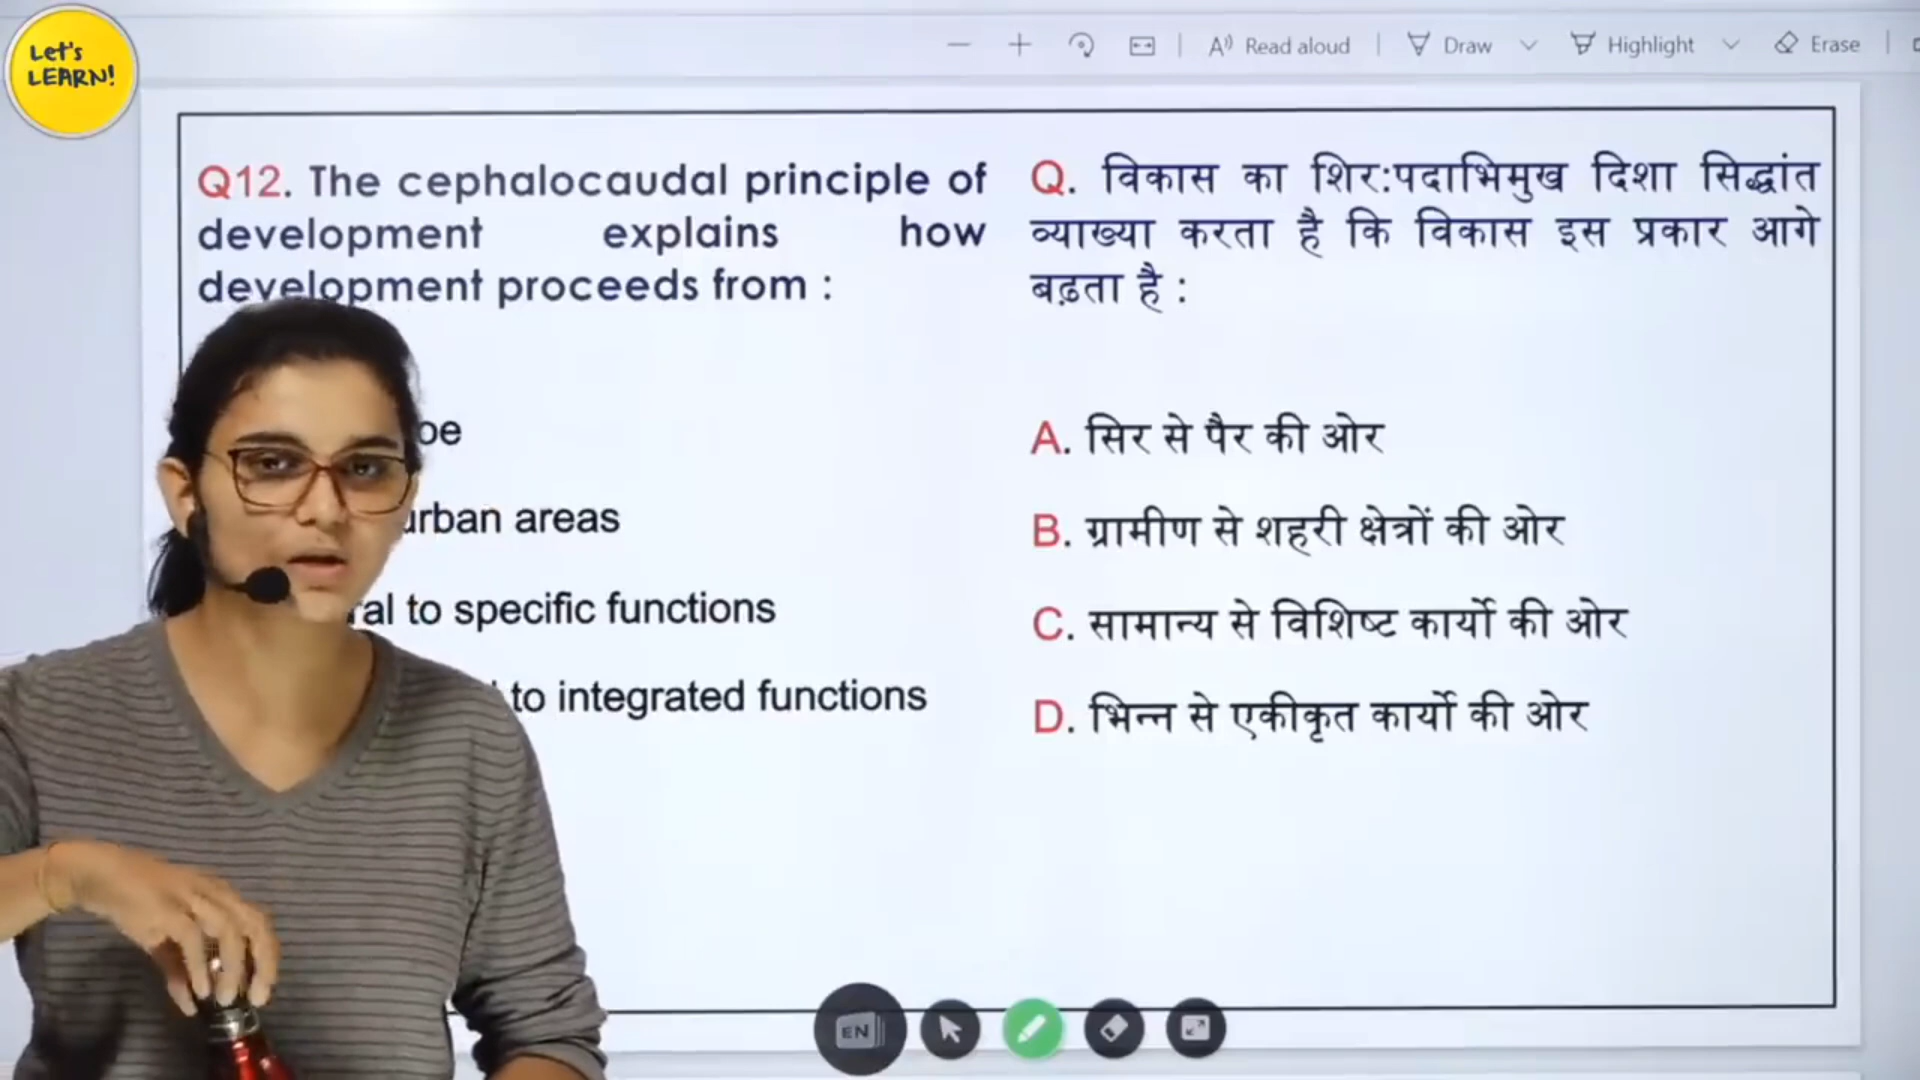 Let's
LEARN!
Read aloud
Draw
Highlight
Erase
Q12. The cephalocaudal principle of
development explains how
development proceeds from :
urban areas
to specific functions
to integrated functions
Q. विकास का शिर:पदाभिमुख दिशा सिद्धांत
व्याख्या करता है कि विकास इस प्रकार आगे
बढ़ता है :
A. सिर से पैर की ओर
B. ग्रामीण से शहरी क्षेत्रों की ओर
C. सामान्य से विशिष्ट कार्यो की ओर
D. भिन्न से एकीकृत कार्यो की ओर
EN